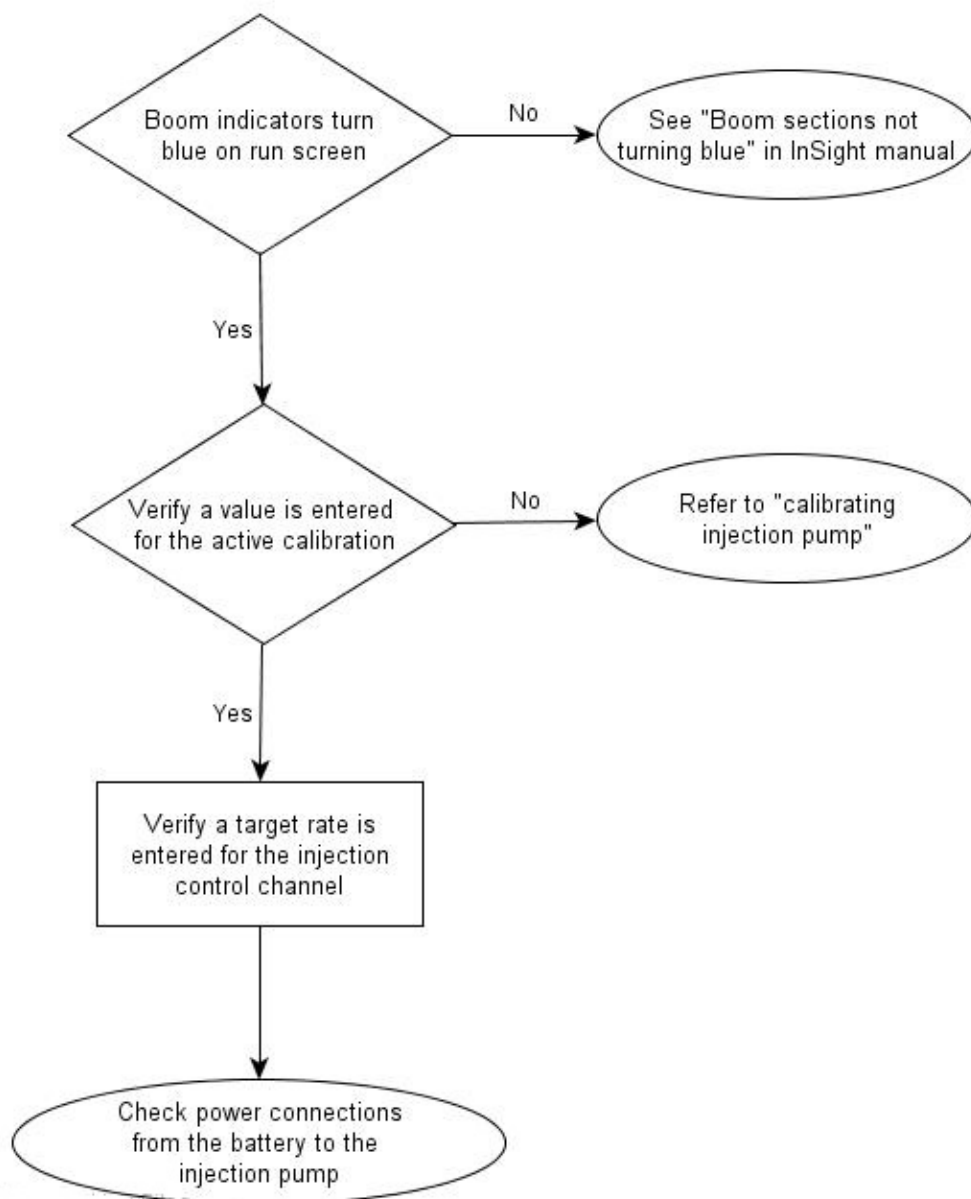 Boom indicators turn
blue on run screen
No
See "Boom sections not
turning blue" in InSight manual
Yes
Verify a value is entered
for the active calibration
No
Refer to "calibrating
injection pump"
Yes
Verify a target rate is
entered for the injection
control channel
Check power connections
from the battery to the
injection pump